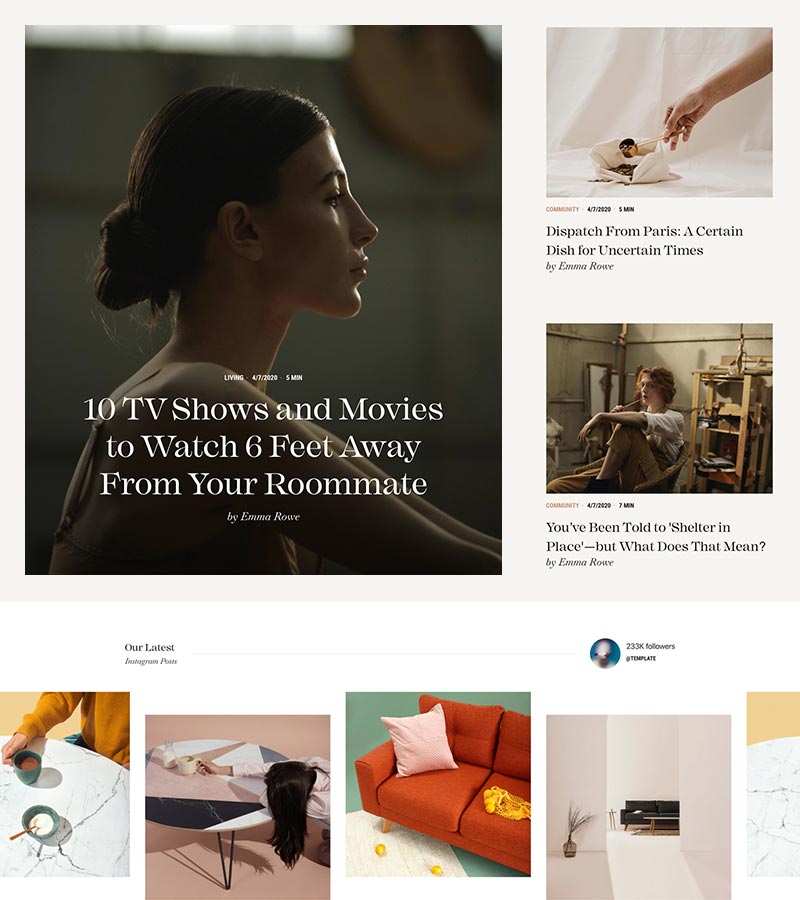 LIVING · 4/7/2020 · 5 MIN
10 TV Shows and Movies
to Watch 6 Feet Away
From Your Roommate
by Emma Rowe
COMMUNITY · 4/7/2020 · 5 MIN
Dispatch From Paris: A Certain
Dish for Uncertain Times
by Emma Rowe
COMMUNITY · 4/7/2020 · 7 MIN
You’ve Been Told to 'Shelter in
Place'—but What Does That Mean?
by Emma Rowe
Our Latest
Instagram Posts
233K followers
@TEMPLATE